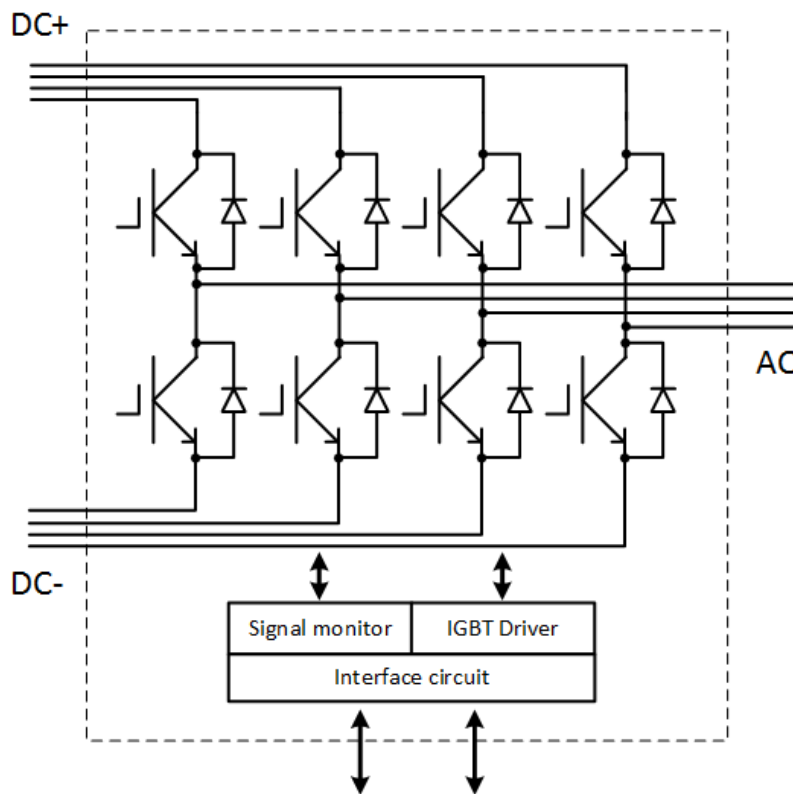 DC+
AC
DC-
Signal monitor
IGBT Driver
Interface circuit